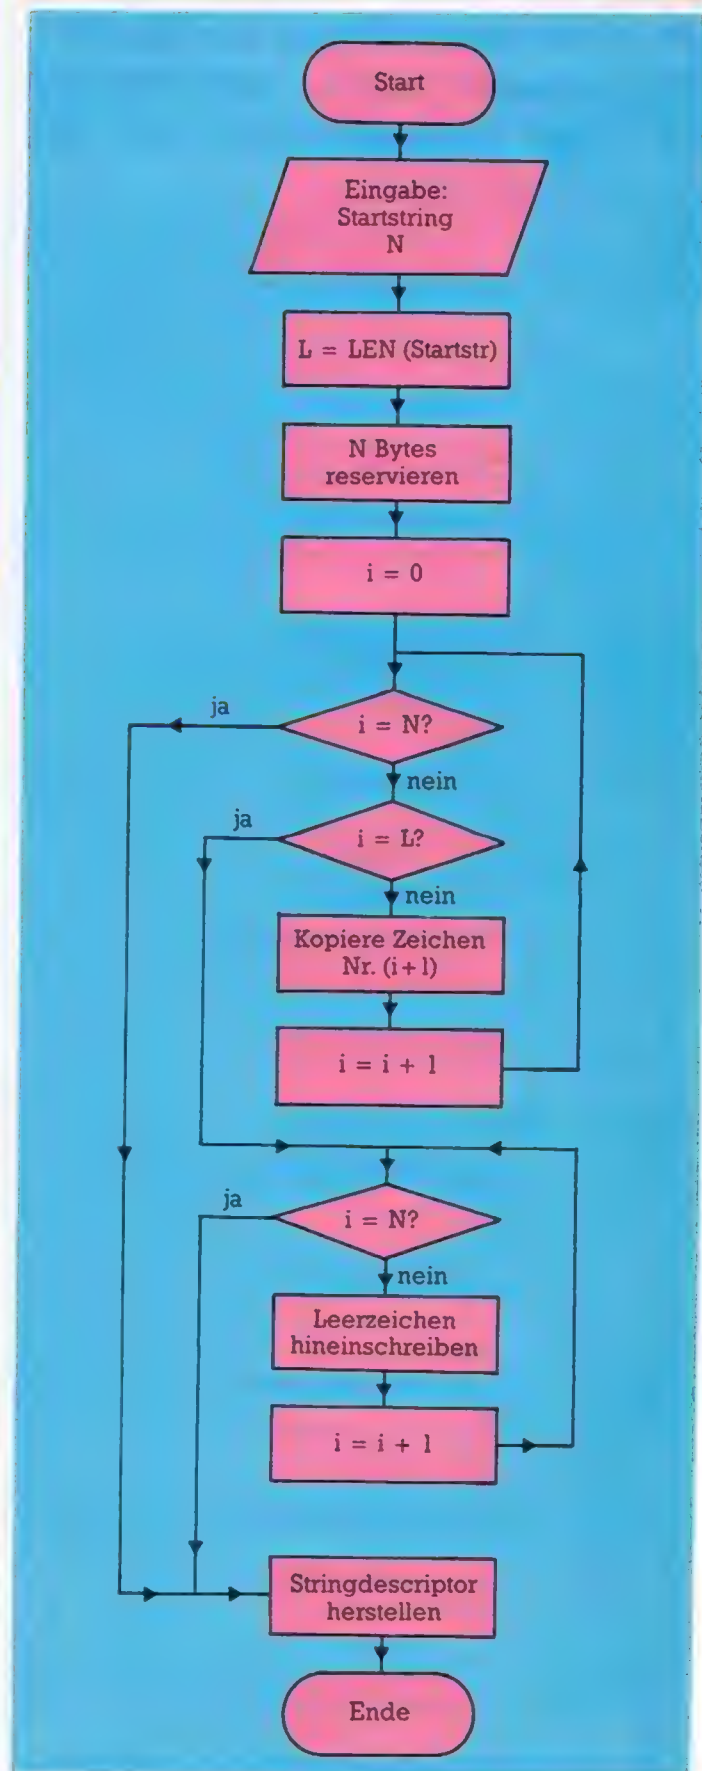 Start
Eingabe:
Startstring
N
L = LEN (Startstr)
N Bytes
reservieren
i = 0
ja
i = N?
nein
ja
i = L?
nein
Kopiere Zeichen
Nr. (i+1)
i = i + 1
ja
i = N?
nein
Leerzeichen
hineinschreiben
i = i + 1
Stringdescriptor
herstellen
Ende